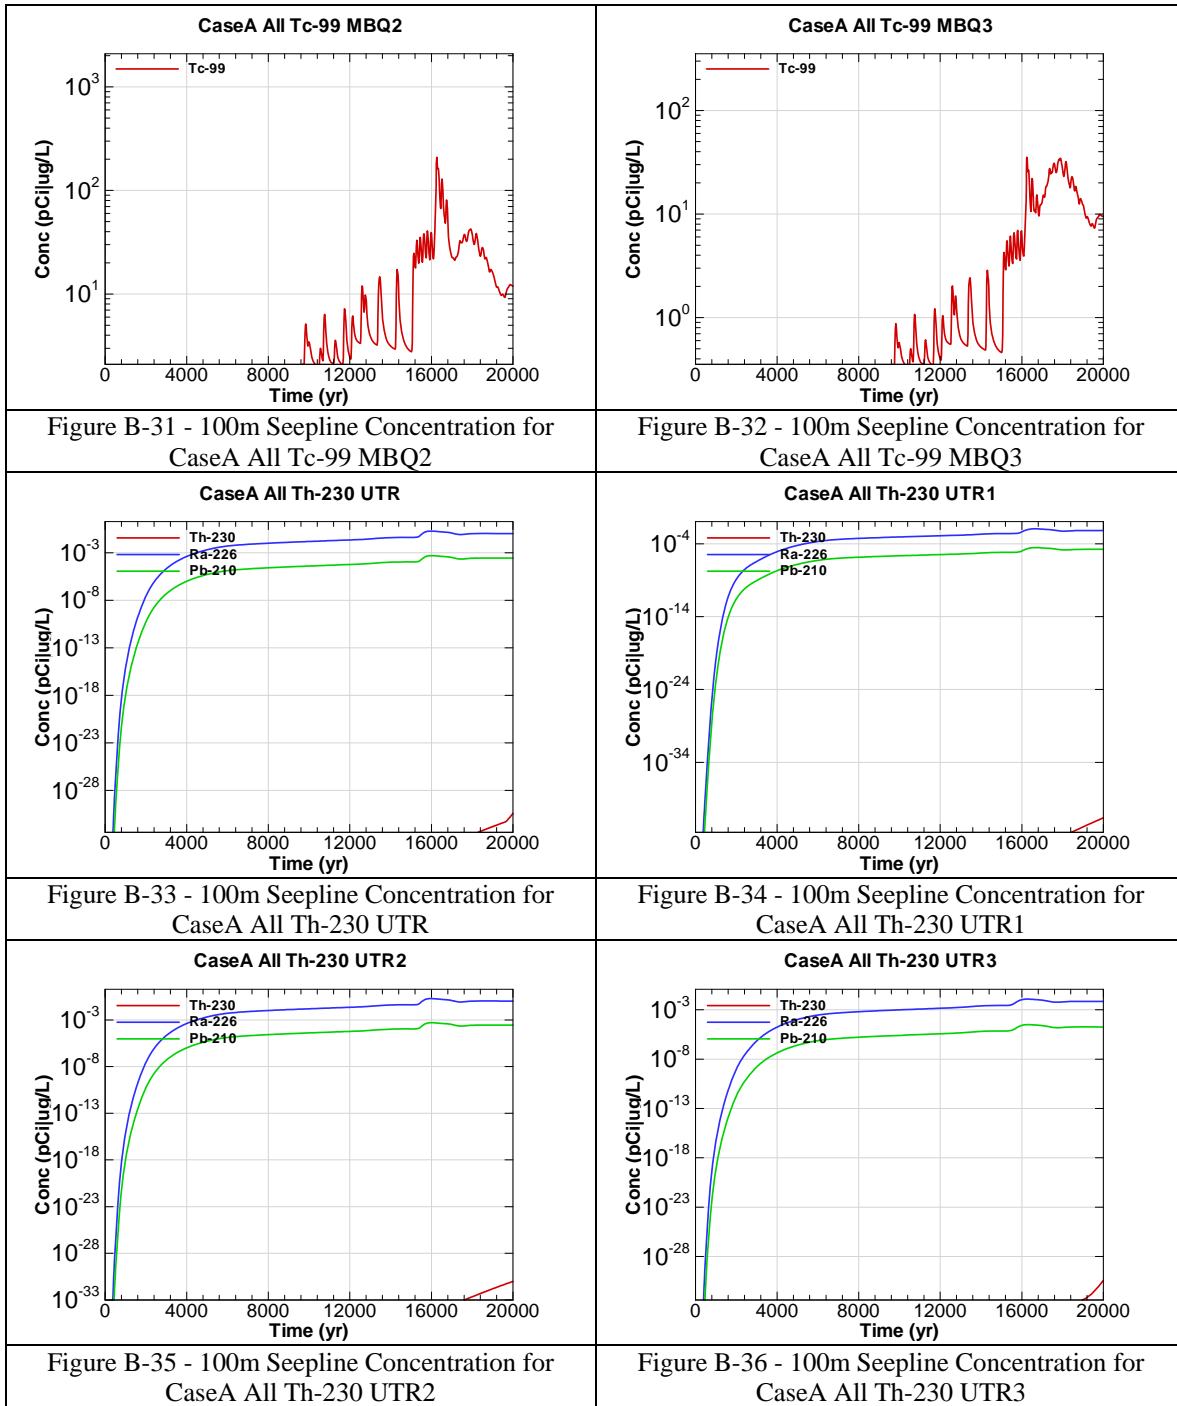 CaseA All Tc-99 MBQ2
Tc-99
10^3
10^2
10^1
Conc (pCi|ug/L)
0 4000 8000 12000 16000 20000
Time (yr)
Figure B-31 - 100m Seepline Concentration for
CaseA All Tc-99 MBQ2
CaseA All Tc-99 MBQ3
Tc-99
10^2
10^1
10^0
Conc (pCi|ug/L)
0 4000 8000 12000 16000 20000
Time (yr)
Figure B-32 - 100m Seepline Concentration for
CaseA All Tc-99 MBQ3
CaseA All Th-230 UTR
Th-230
Ra-226
Pb-210
10^-3
10^-8
10^-13
10^-18
10^-23
10^-28
Conc (pCi|ug/L)
0 4000 8000 12000 16000 20000
Time (yr)
Figure B-33 - 100m Seepline Concentration for
CaseA All Th-230 UTR
CaseA All Th-230 UTR1
Th-230
Ra-226
Pb-210
10^-4
10^-14
10^-24
10^-34
Conc (pCi|ug/L)
0 4000 8000 12000 16000 20000
Time (yr)
Figure B-34 - 100m Seepline Concentration for
CaseA All Th-230 UTR1
CaseA All Th-230 UTR2
Th-230
Ra-226
Pb-210
10^-3
10^-8
10^-13
10^-18
10^-23
10^-28
10^-33
Conc (pCi|ug/L)
0 4000 8000 12000 16000 20000
Time (yr)
Figure B-35 - 100m Seepline Concentration for
CaseA All Th-230 UTR2
CaseA All Th-230 UTR3
Th-230
Ra-226
Pb-210
10^-3
10^-8
10^-13
10^-18
10^-23
10^-28
Conc (pCi|ug/L)
0 4000 8000 12000 16000 20000
Time (yr)
Figure B-36 - 100m Seepline Concentration for
CaseA All Th-230 UTR3